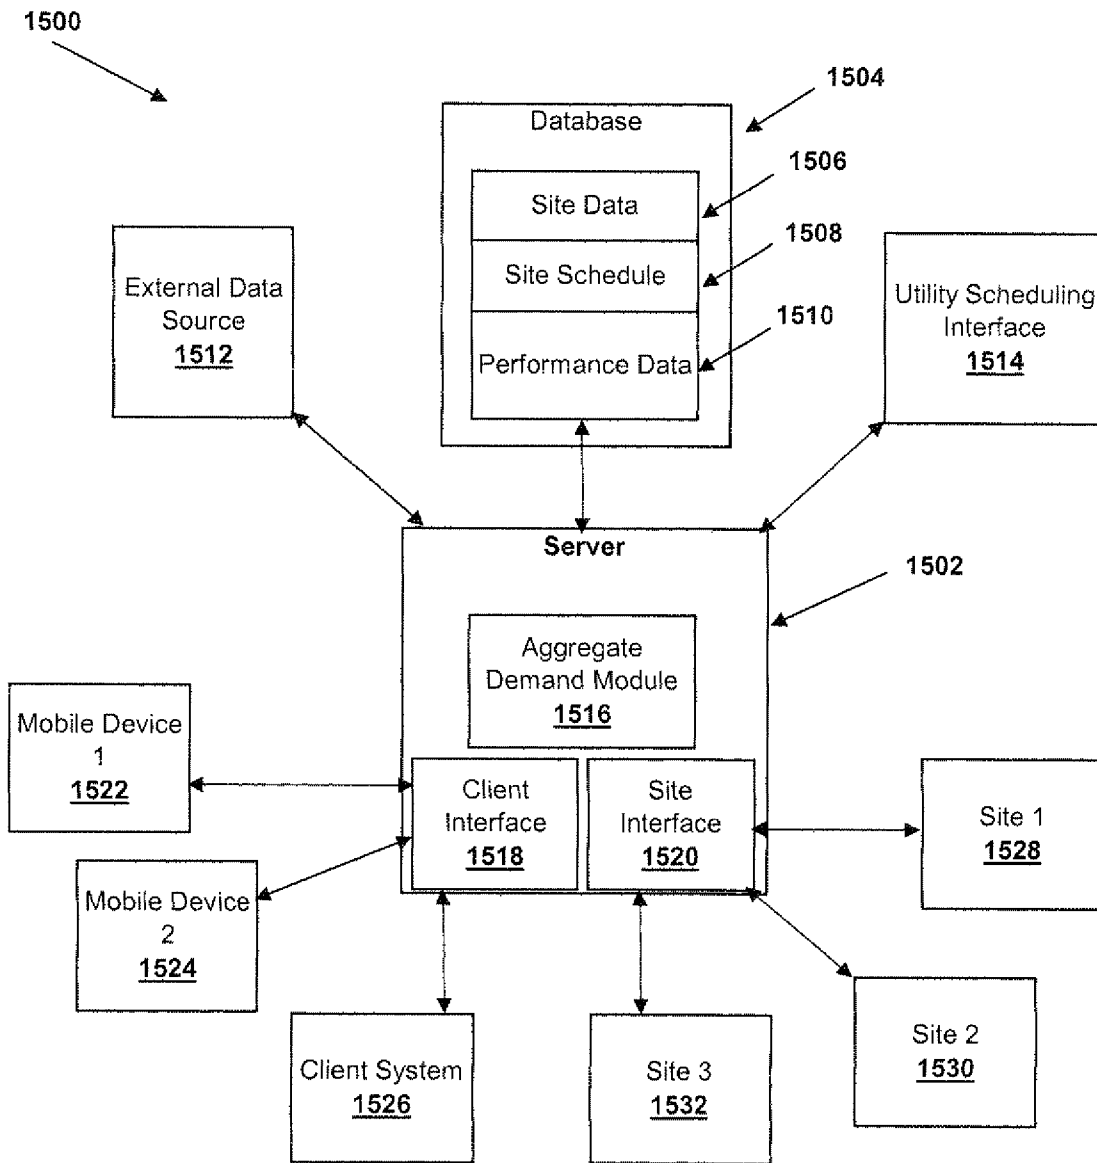 1500
1504
Database
1506
Site Data
1508
Site Schedule
1510
Performance Data
External Data
Source
1512
Utility Scheduling
Interface
1514
Server
1502
Aggregate
Demand Module
1516
Mobile Device
1
1522
Client
Interface
1518
Site
Interface
1520
Site 1
1528
Mobile Device
2
1524
Client System
1526
Site 3
1532
Site 2
1530